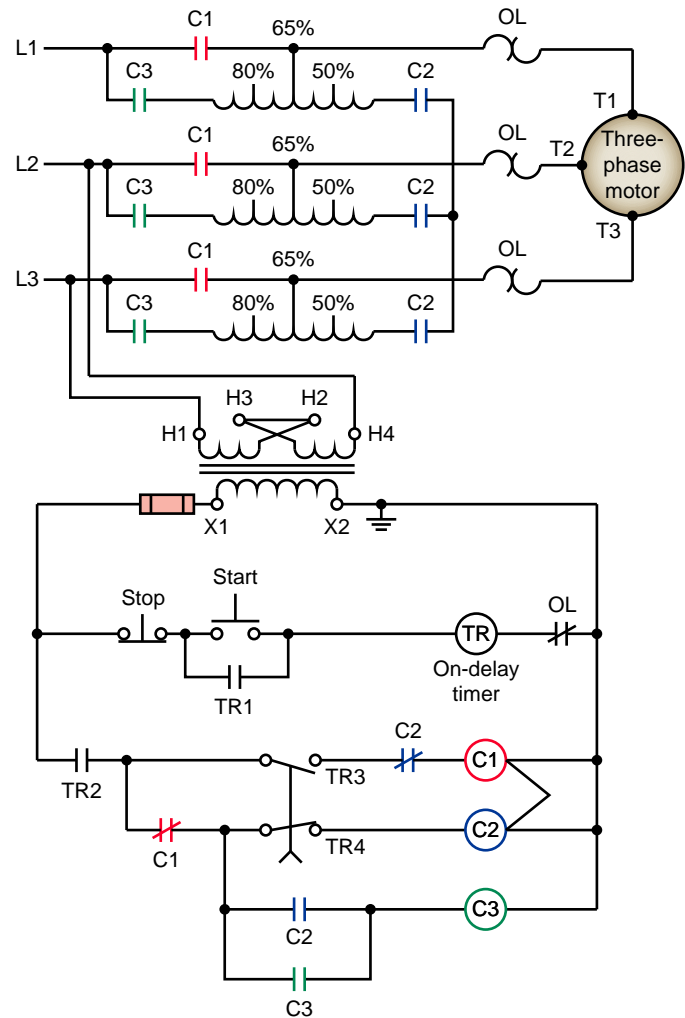 C1
65%
OL
L1
C3
80%
50%
C2
T1
C1
65%
OL
L2
T2
Three-
phase
motor
C3
80%
50%
C2
T3
C1
65%
OL
L3
C3
80%
50%
C2
H3
H2
H1
H4
X1
X2
Start
Stop
OL
TR
On-delay
timer
TR1
C2
TR3
C1
TR2
TR4
C2
C1
C3
C2
C3